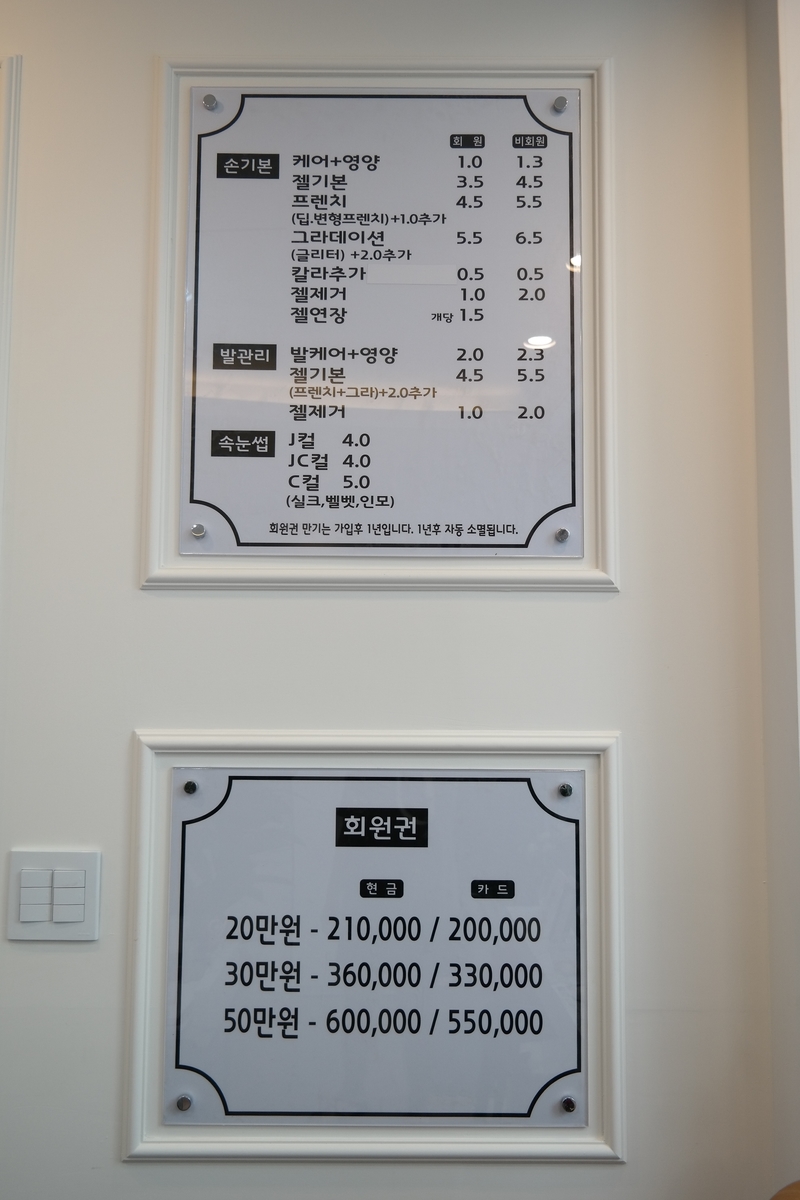 회 원 비회원
손기본 케어+영양 1.0 1.3
젤기본 3.5 4.5
프렌치 4.5 5.5
(딥.변형프렌치)+1.0추가
그라데이션 5.5 6.5
(글리터) +2.0추가
칼라추가 0.5 0.5
젤제거 1.0 2.0
젤연장 개당 1.5
발관리 발케어+영양 2.0 2.3
젤기본 4.5 5.5
(프렌치+그라)+2.0추가
젤제거 1.0 2.0
속눈썹 J컬 4.0
JC컬 4.0
C컬 5.0
(실크,벨벳,인모)
회원권 만기는 가입후 1년입니다. 1년후 자동 소멸됩니다.
회원권
현 금 카 드
20만원 - 210,000 / 200,000
30만원 - 360,000 / 330,000
50만원 - 600,000 / 550,000